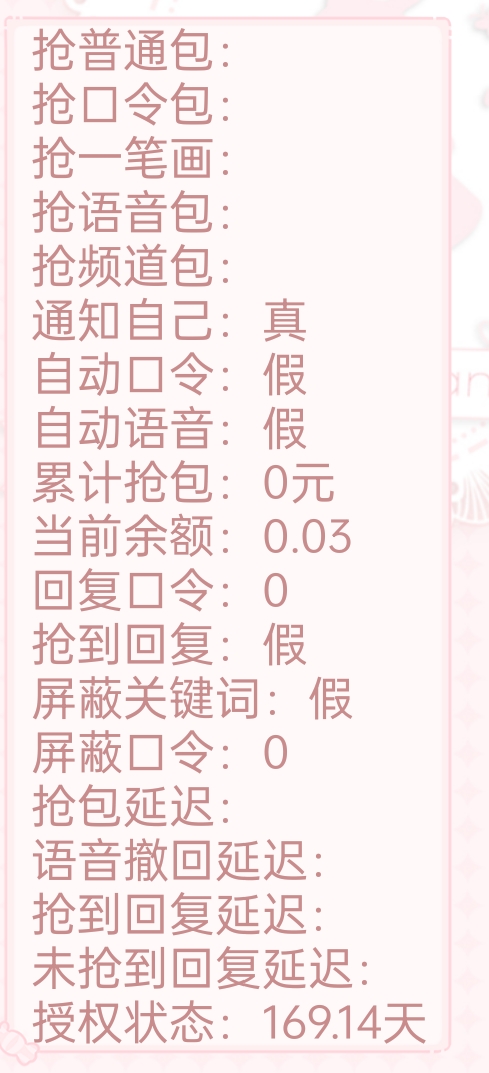 抢普通包：
抢口令包：
抢一笔画：
抢语音包：
抢频道包：
通知自己：真
自动口令：假
自动语音：假
累计抢包：0元
当前余额：0.03
回复口令：0
抢到回复：假
屏蔽关键词：假
屏蔽口令：0
抢包延迟：
语音撤回延迟：
抢到回复延迟：
未抢到回复延迟：
授权状态：169.14天